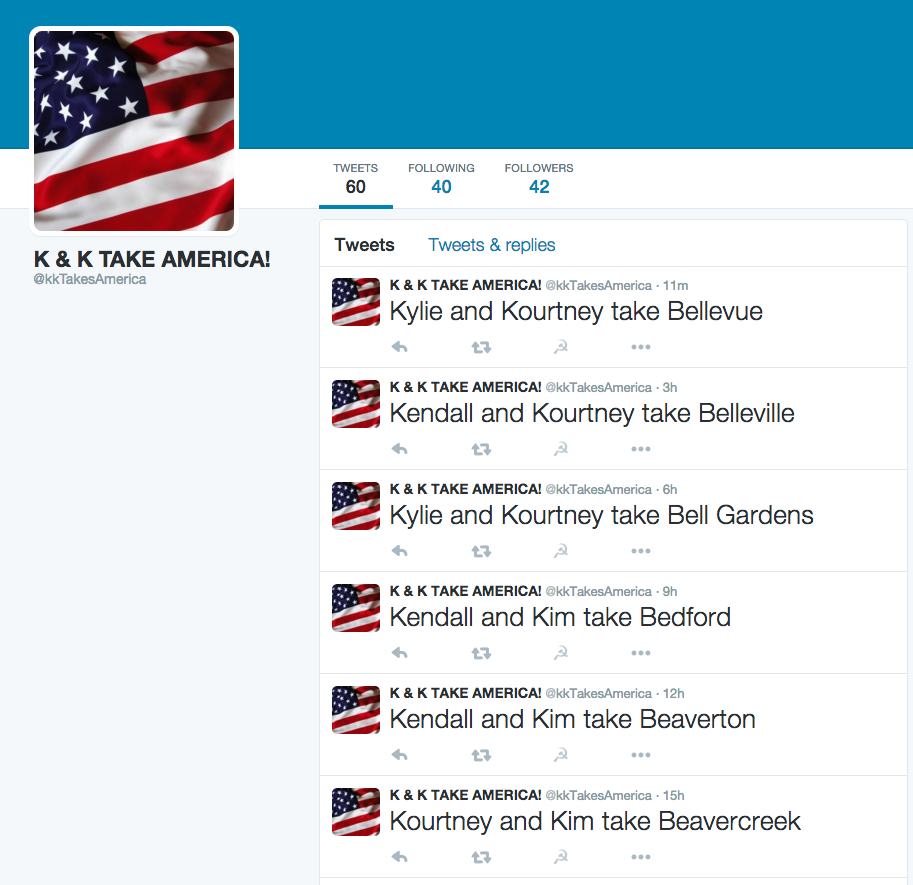 TWEETS
60
FOLLOWING
40
FOLLOWERS
42
K & K TAKE AMERICA!
@kkTakesAmerica
Tweets Tweets & replies
K & K TAKE AMERICA! @kkTakesAmerica · 11m
Kylie and Kourtney take Bellevue
K & K TAKE AMERICA! @kkTakesAmerica · 3h
Kendall and Kourtney take Belleville
K & K TAKE AMERICA! @kkTakesAmerica · 6h
Kylie and Kourtney take Bell Gardens
K & K TAKE AMERICA! @kkTakesAmerica · 9h
Kendall and Kim take Bedford
K & K TAKE AMERICA! @kkTakesAmerica · 12h
Kendall and Kim take Beaverton
K & K TAKE AMERICA! @kkTakesAmerica · 15h
Kourtney and Kim take Beavercreek